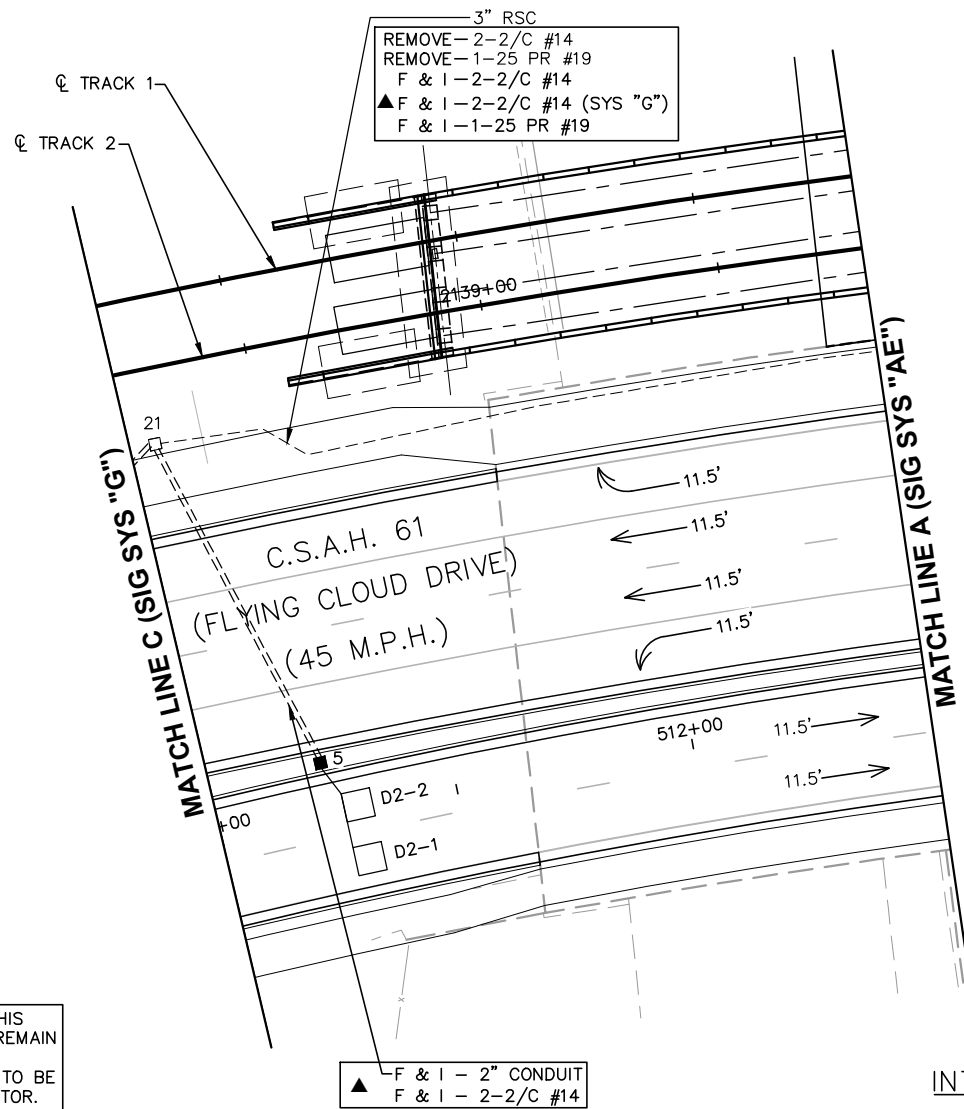 3" RSC
REMOVE-2-2/C #14
REMOVE-1-25 PR #19
F & I-2-2/C #14
▲ F & I-2-2/C #14 (SYS "G")
F & I-1-25 PR #19
℄ TRACK 1
℄ TRACK 2
2139+00
21
MATCH LINE C (SIG SYS "G")
MATCH LINE A (SIG SYS "AE")
11.5'
11.5'
11.5'
11.5'
C.S.A.H. 61
(FLYING CLOUD DRIVE)
(45 M.P.H.)
512+00
11.5'
11.5'
5
D2-2
D2-1
+00
x
HIS
REMAIN
TO BE
TOR.
▲ F & I - 2" CONDUIT
F & I - 2-2/C #14
INT